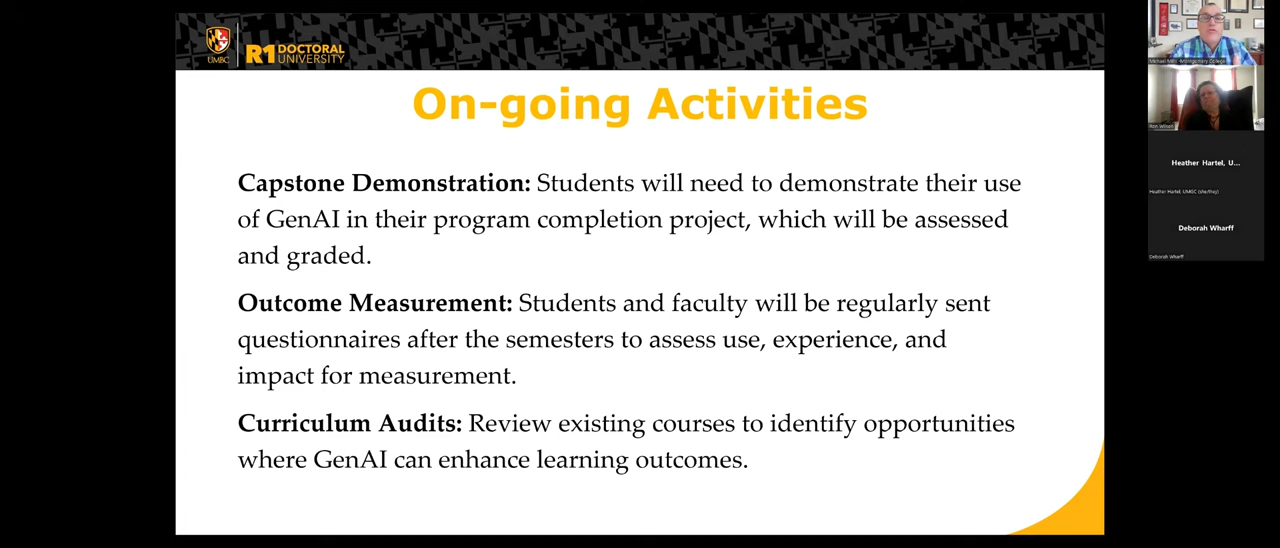 UMBC
R1 DOCTORAL
UNIVERSITY
On-going Activities
Capstone Demonstration: Students will need to demonstrate their use
of GenAI in their program completion project, which will be assessed
and graded.
Outcome Measurement: Students and faculty will be regularly sent
questionnaires after the semesters to assess use, experience, and
impact for measurement.
Curriculum Audits: Review existing courses to identify opportunities
where GenAI can enhance learning outcomes.
Michael Mills -Montgomery College
Ron Wilson
Heather Hartel, U...
Heather Hartel, UMBC (she/they)
Deborah Wharff
Deborah Wharff